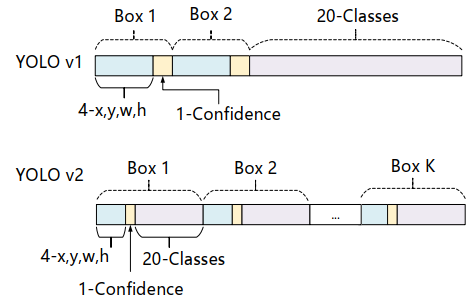 Box 1 Box 2 20-Classes
YOLO v1
4-x,y,w,h
1-Confidence
YOLO v2
Box 1 Box 2 Box K
...
4-x,y,w,h 20-Classes
1-Confidence